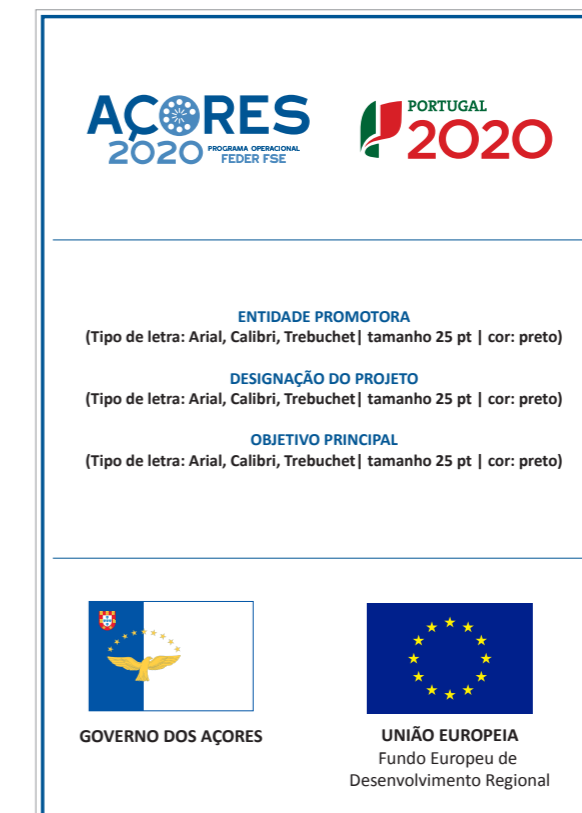 AÇORES
2020 PROGRAMA OPERACIONAL
FEDER FSE
PORTUGAL
2020
ENTIDADE PROMOTORA
(Tipo de letra: Arial, Calibri, Trebuchet| tamanho 25 pt | cor: preto)
DESIGNAÇÃO DO PROJETO
(Tipo de letra: Arial, Calibri, Trebuchet| tamanho 25 pt | cor: preto)
OBJETIVO PRINCIPAL
(Tipo de letra: Arial, Calibri, Trebuchet| tamanho 25 pt | cor: preto)
GOVERNO DOS AÇORES
UNIÃO EUROPEIA
Fundo Europeu de
Desenvolvimento Regional